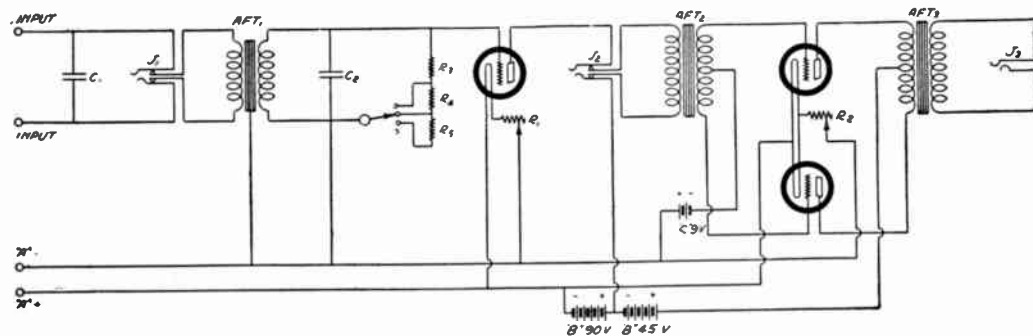 INPUT
AFT1
AFT2
AFT3
J1
C1
C2
R3
R4
R5
R1
J2
R2
J3
INPUT
+ -
"C" 9V
"A" -
"A" +
- + - +
"B" 90V "B" 45V